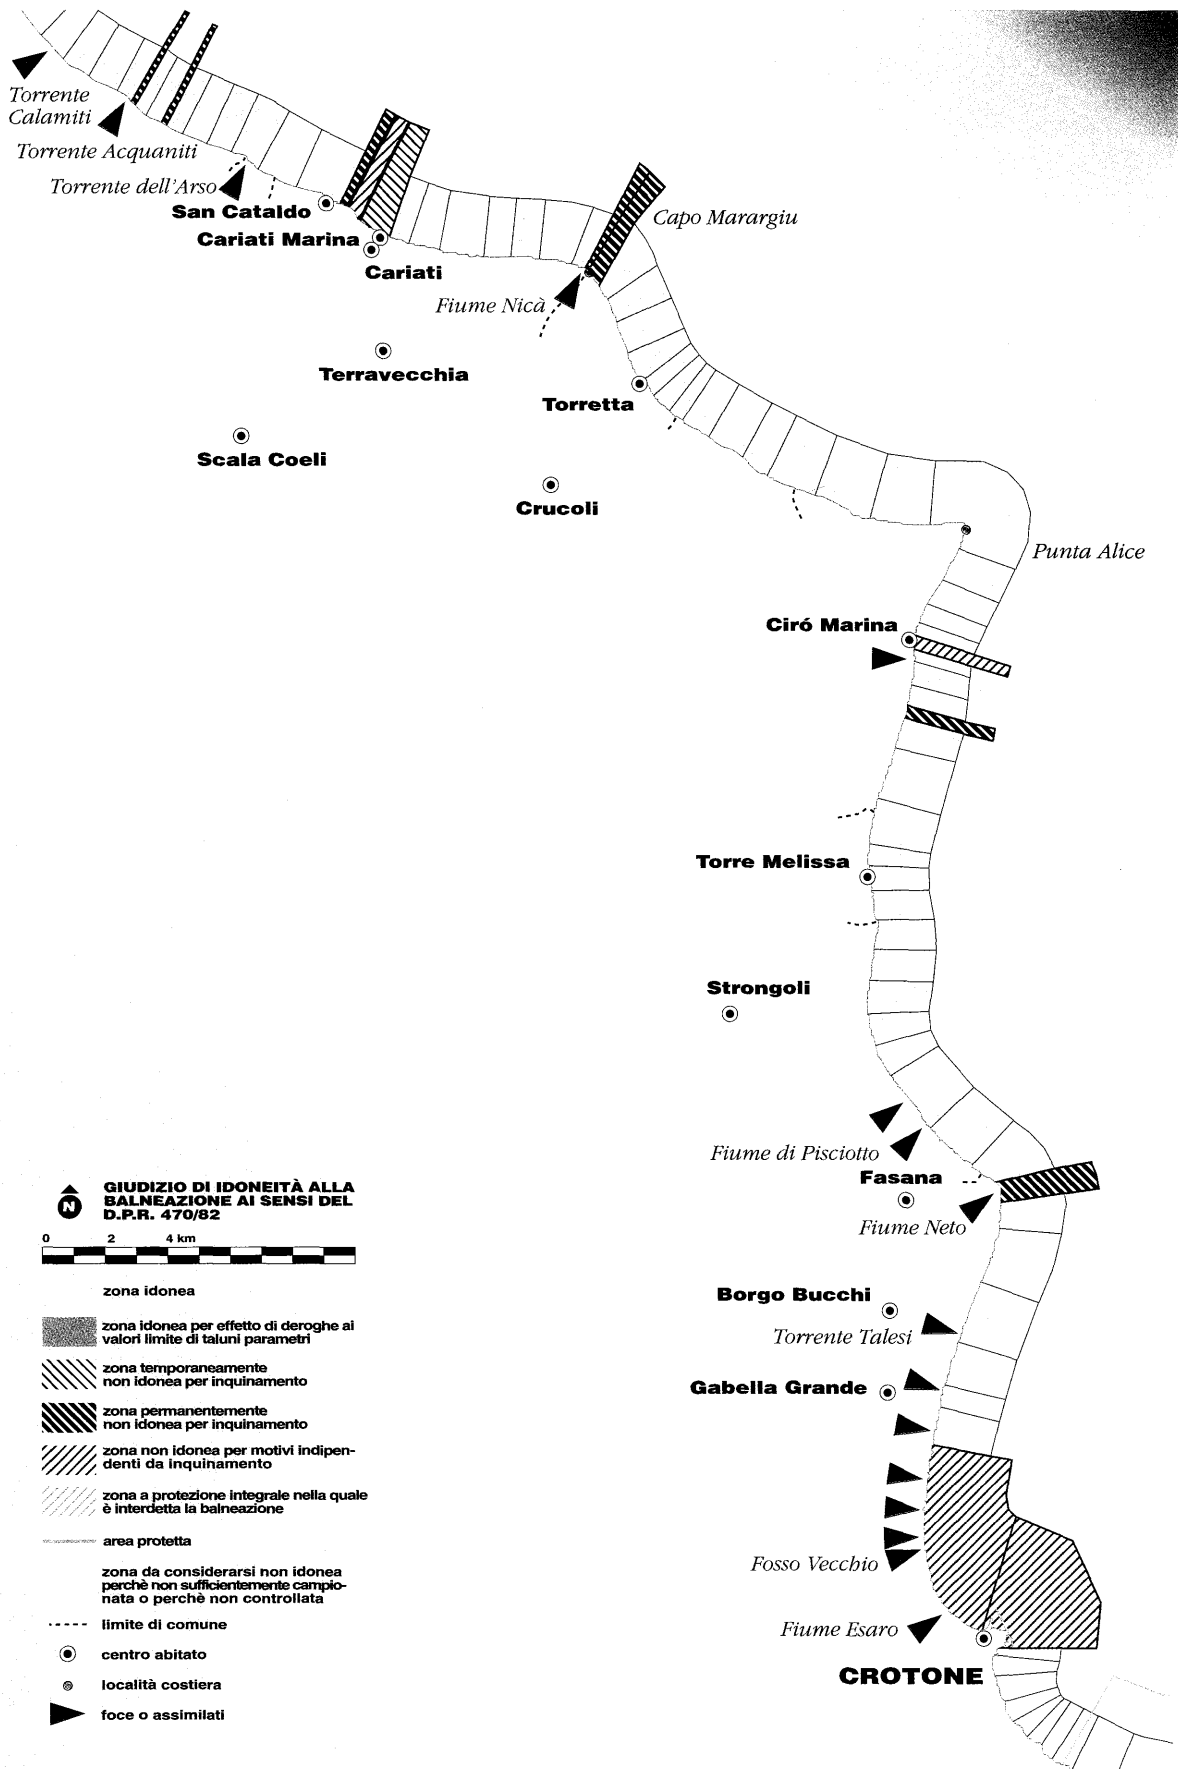 Torrente
Calamiti
Torrente Acquaniti
Torrente dell'Arso
San Cataldo
Cariati Marina
Cariati
Capo Marargiu
Fiume Nicà
Terravecchia
Torretta
Scala Coeli
Crucoli
Punta Alice
Ciró Marina
Torre Melissa
Strongoli
Fiume di Pisciotto
Fasana
Fiume Neto
Borgo Bucchi
Torrente Talesi
Gabella Grande
Fosso Vecchio
Fiume Esaro
CROTONE
N
GIUDIZIO DI IDONEITÀ ALLA
BALNEAZIONE AI SENSI DEL
D.P.R. 470/82
0 2 4 km
zona idonea
zona idonea per effetto di deroghe ai
valori limite di taluni parametri
zona temporaneamente
non idonea per inquinamento
zona permanentemente
non idonea per inquinamento
zona non idonea per motivi indipen-
denti da inquinamento
zona a protezione integrale nella quale
è interdetta la balneazione
area protetta
zona da considerarsi non idonea
perchè non sufficientemente campio-
nata o perchè non controllata
limite di comune
centro abitato
località costiera
foce o assimilati